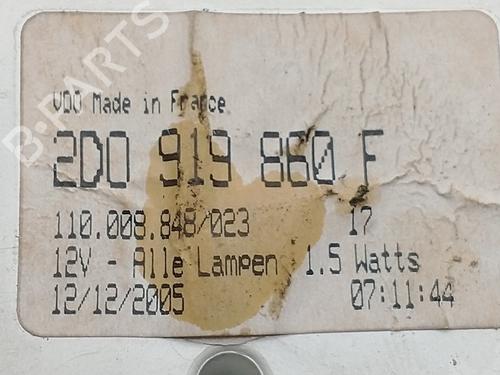 B-PARTS
VDO Made in France
2D0 919 860 F
110.008.848/023 17
12V - Alle Lampen 1.5 Watts
12/12/2005 07:11:44